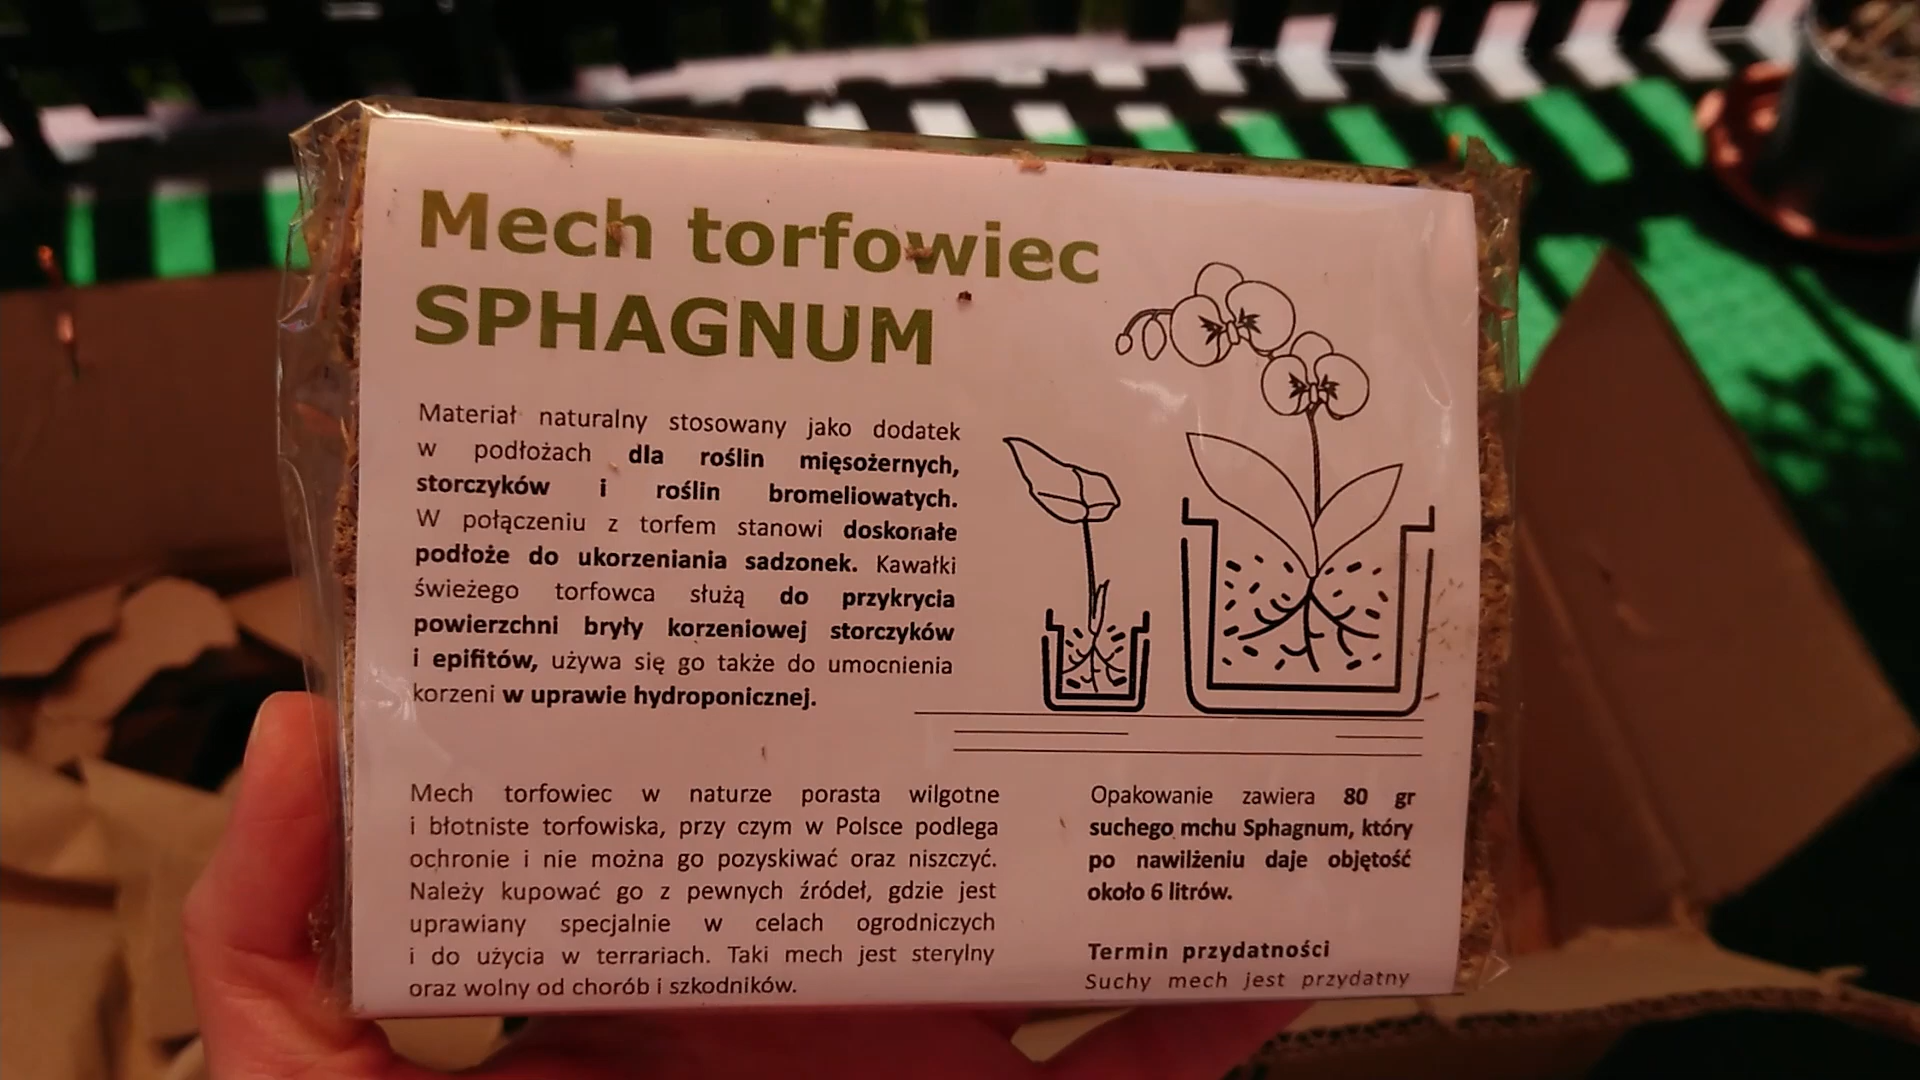 Mech torfowiec
SPHAGNUM
Materiał naturalny stosowany jako dodatek
w podłożach dla roślin mięsożernych,
storczyków i roślin bromeliowatych.
W połączeniu z torfem stanowi doskonałe
podłoże do ukorzeniania sadzonek. Kawałki
świeżego torfowca służą do przykrycia
powierzchni bryły korzeniowej storczyków
i epifitów, używa się go także do umocnienia
korzeni w uprawie hydroponicznej.
Mech torfowiec w naturze porasta wilgotne
i błotniste torfowiska, przy czym w Polsce podlega
ochronie i nie można go pozyskiwać oraz niszczyć.
Należy kupować go z pewnych źródeł, gdzie jest
uprawiany specjalnie w celach ogrodniczych
i do użycia w terrariach. Taki mech jest sterylny
oraz wolny od chorób i szkodników.
Opakowanie zawiera 80 gr
suchego mchu Sphagnum, który
po nawilżeniu daje objętość
około 6 litrów.
Termin przydatności
Suchy mech jest przydatny